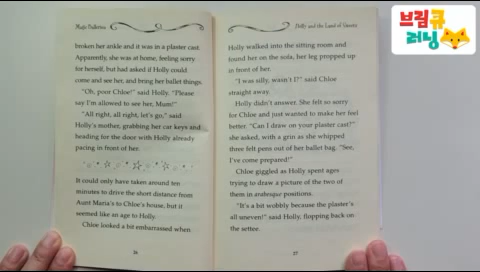 Magic Ballerina
broken her ankle and it was in a plaster cast.
Apparently, she was at home, feeling sorry
for herself, but had asked if Holly could
come and see her, and bring her ballet things.
"Oh, poor Chloe!" said Holly. "Please
say I'm allowed to see her, Mum!"
"All right, all right, let's go," said
Holly's mother, grabbing her car keys and
heading for the door with Holly already
pacing in front of her.
It could only have taken around ten
minutes to drive the short distance from
Aunt Maria's to Chloe's house, but it
seemed like an age to Holly.
Chloe looked a bit embarrassed when
26
Holly and the Land of Sweets
Holly walked into the sitting room and
found her on the sofa, her leg propped up
in front of her.
"I was silly, wasn't I?" said Chloe
straight away.
Holly didn't answer. She felt so sorry
for Chloe and just wanted to make her feel
better. "Can I draw on your plaster cast?"
she asked, with a grin as she whipped
three felt pens out of her ballet bag. "See,
I've come prepared!"
Chloe giggled as Holly spent ages
trying to draw a picture of the two of
them in arabesque positions.
"It's a bit wobbly because the plaster's
all uneven!" said Holly, flopping back on
the settee.
27
브림큐
러닝